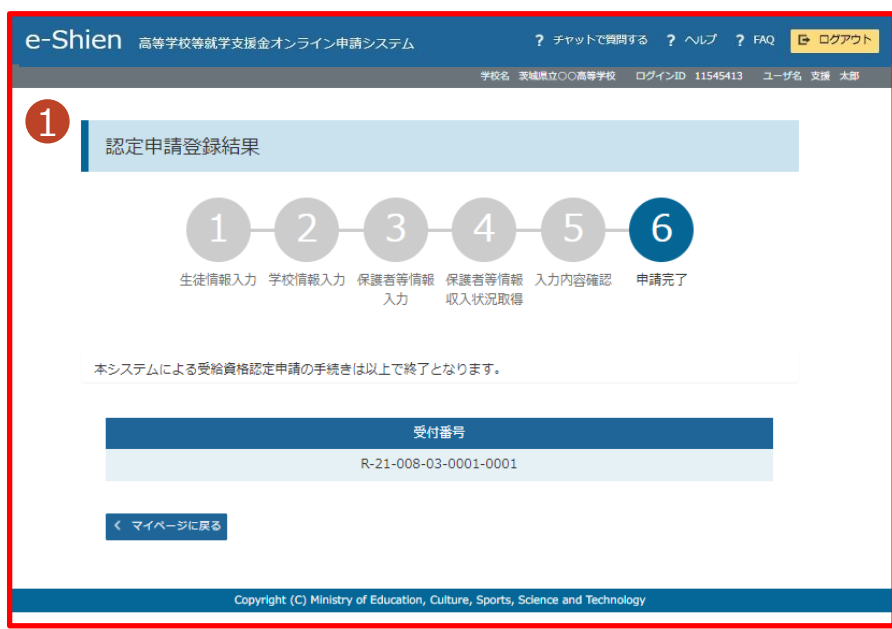 e-Shien 高等学校等就学支援金オンライン申請システム ? チャットで質問する ? ヘルプ ? FAQ ログアウト
学校名 茨城県立○○高等学校 ログインID 11545413 ユーザ名 支援 太郎
1
認定申請登録結果
1 2 3 4 5 6
生徒情報入力 学校情報入力 保護者等情報 保護者等情報 入力内容確認 申請完了
入力 収入状況取得
本システムによる受給資格認定申請の手続きは以上で終了となります。
受付番号
R-21-008-03-0001-0001
マイページに戻る
Copyright (C) Ministry of Education, Culture, Sports, Science and Technology